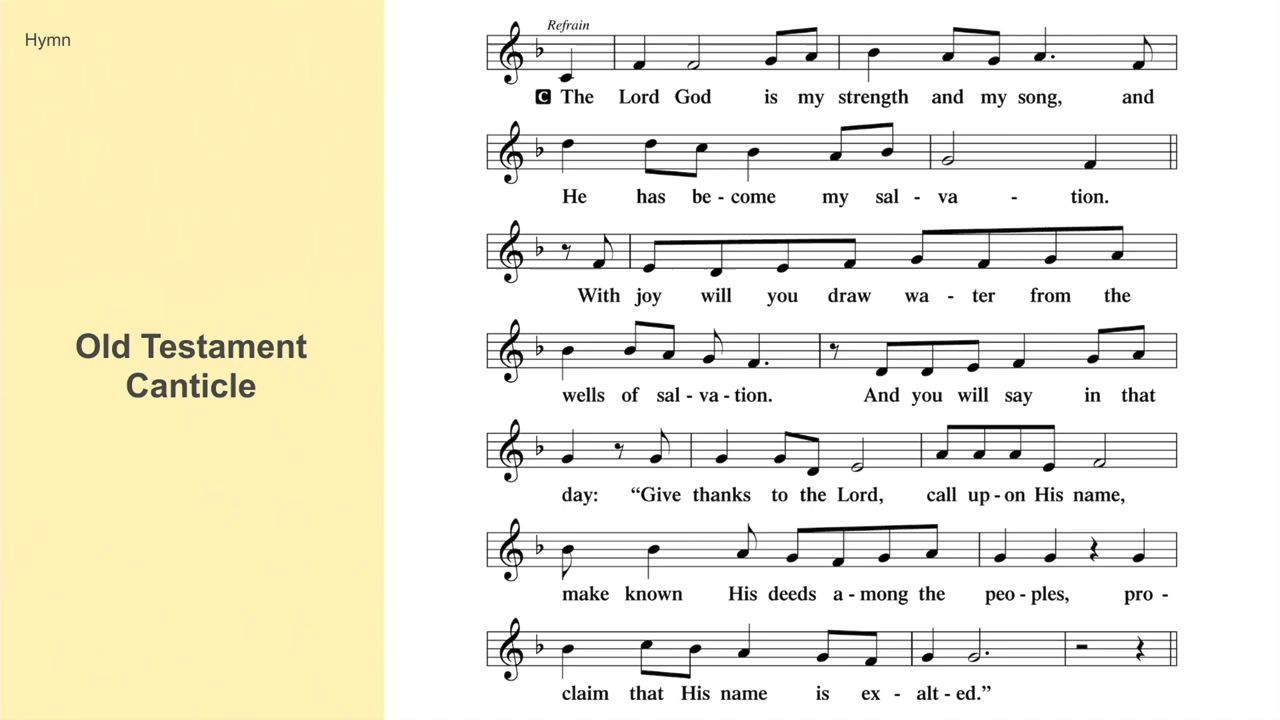 Hymn
Old Testament
Canticle
Refrain
C The Lord God is my strength and my song, and
He has be - come my sal - va - tion.
With joy will you draw wa - ter from the
wells of sal - va - tion. And you will say in that
day: “Give thanks to the Lord, call up - on His name,
make known His deeds a - mong the peo - ples, pro -
claim that His name is ex - alt - ed.”